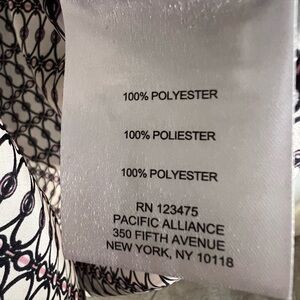 100% POLYESTER
100% POLIESTER
100% POLYESTER
RN 123475
PACIFIC ALLIANCE
350 FIFTH AVENUE
NEW YORK, NY 10118